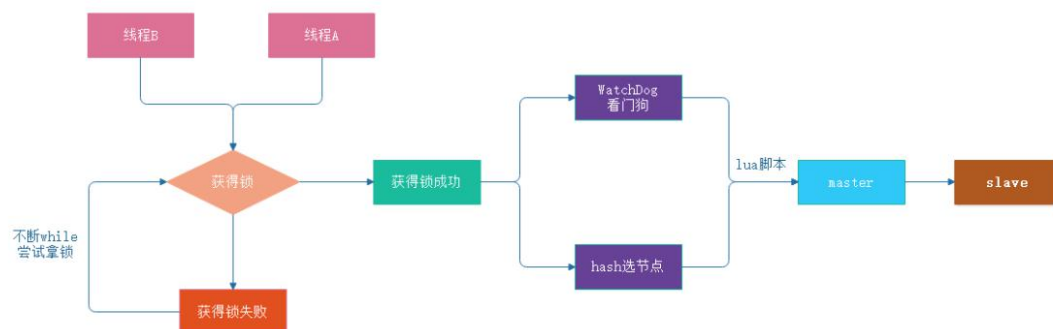 线程B
线程A
WatchDog
看门狗
lua脚本
获得锁
获得锁成功
master
slave
不断while
尝试拿锁
hash选节点
获得锁失败